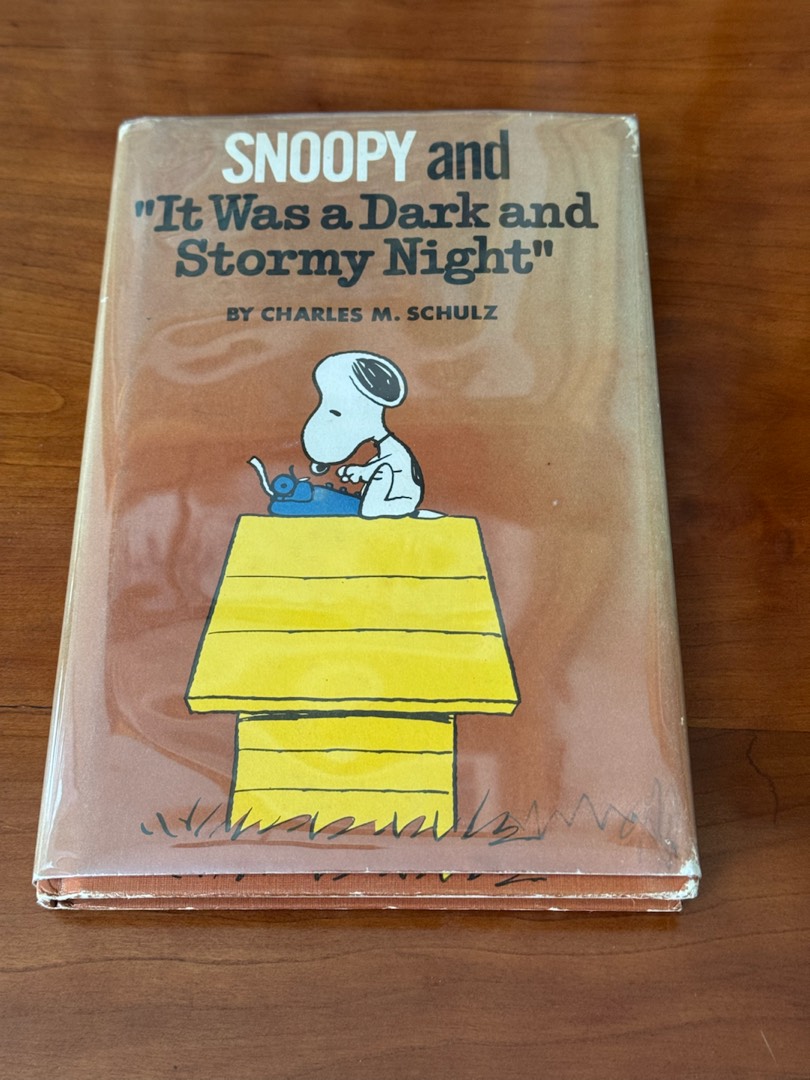 SNOOPY and
"It Was a Dark and
Stormy Night"
BY CHARLES M. SCHULZ